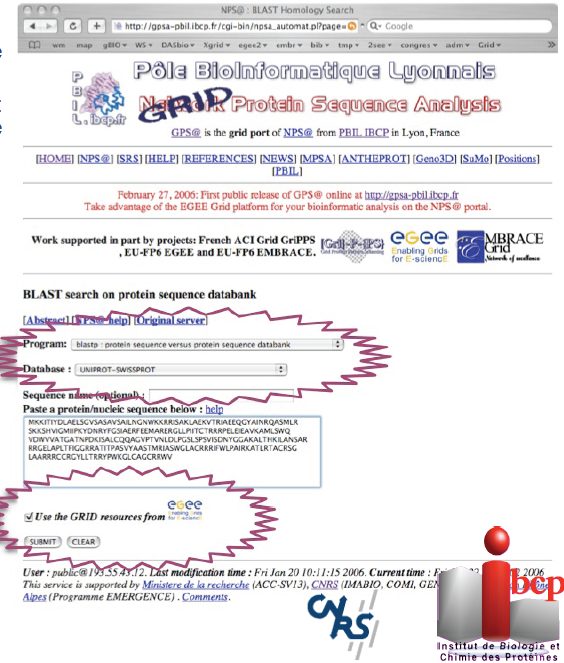 NPS@ : BLAST Homology Search
http://gpsa-pbil.ibcp.fr/cgi-bin/npsa_automat.pl?page=
Google
wm map gBIO WS DASbio Xgrid egee2 embr bib tmp 2see congres adm Grid
PBIL.ibcp.fr
Pôle BioInformatique Lyonnais
Network Protein Sequence Analysis
GRID
GPS@ is the grid port of NPS@ from PBIL IBCP in Lyon, France
[HOME] [NPS@] [SRS] [HELP] [REFERENCES] [NEWS] [MPSA] [ANTHEPROT] [Geno3D] [SuMo] [Positions]
[PBIL]
February 27, 2006: First public release of GPS@ online at http://gpsa-pbil.ibcp.fr
Take advantage of the EGEE Grid platform for your bioinformatic analysis on the NPS@ portal.
Work supported in part by projects: French ACI Grid GriPPS
, EU-FP6 EGEE and EU-FP6 EMBRACE.
eGee
Enabling Grids
for E-sciencE
EMBRACE
Grid
Network of excellence
BLAST search on protein sequence databank
[Abstract] [NPS@ help] [Original server]
Program: blastp : protein sequence versus protein sequence databank
Database : UNIPROT-SWISSPROT
Sequence name (optional) :
Paste a protein/nucleic sequence below : help
MKKITIYDLAELSGVSASAVSAILNGNWKKRRISAKLAEKVTRIAEEQGYAINRQASMLR
SKKSHVIGMIIPKYDNRYFGSIAERFEEMARERGLLPIITCTRRRPELEIEAVKAMLSWQ
VDWVVATGATNPDKISALCQQAGVPTVNLDLPGSLSPSVISDNYGGAKALTHKILANSAR
RRGELAPLTFIGGRRATITPASVYAASTMRIASWGLACRRRIFWLPAIRKATLRTACRSG
LAARRRCCRGYLLTRRYPWKGLCAGCRRWV
Use the GRID resources from eGee
Enabling Grids
for E-sciencE
SUBMIT CLEAR
User : public@193.55.43.12. Last modification time : Fri Jan 20 10:11:15 2006. Current time : 2006
This service is supported by Ministere de la recherche (ACC-SV13), CNRS (IMABIO, COMI,
Alpes (Programme EMERGENCE) . Comments.
CNRS
ibcp
Institut de Biologie et
Chimie des Protéines